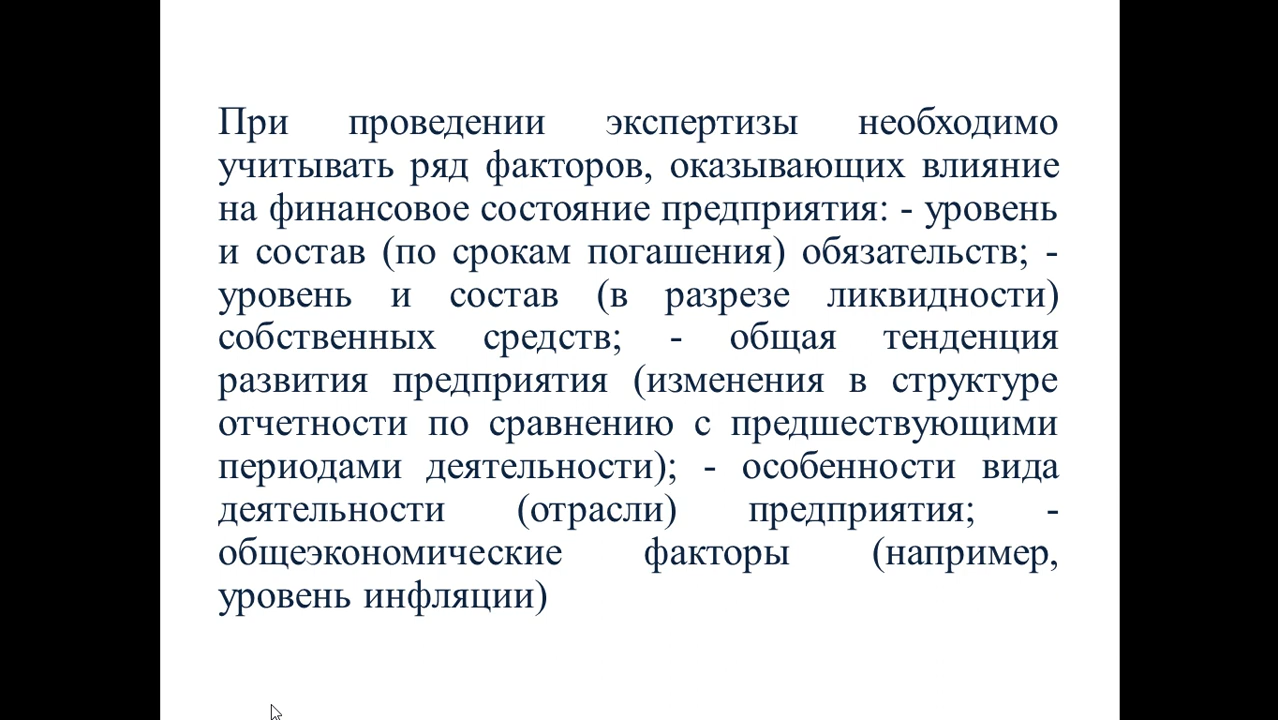 При проведении экспертизы необходимо
учитывать ряд факторов, оказывающих влияние
на финансовое состояние предприятия: - уровень
и состав (по срокам погашения) обязательств; -
уровень и состав (в разрезе ликвидности)
собственных средств; - общая тенденция
развития предприятия (изменения в структуре
отчетности по сравнению с предшествующими
периодами деятельности); - особенности вида
деятельности (отрасли) предприятия; -
общеэкономические факторы (например,
уровень инфляции)